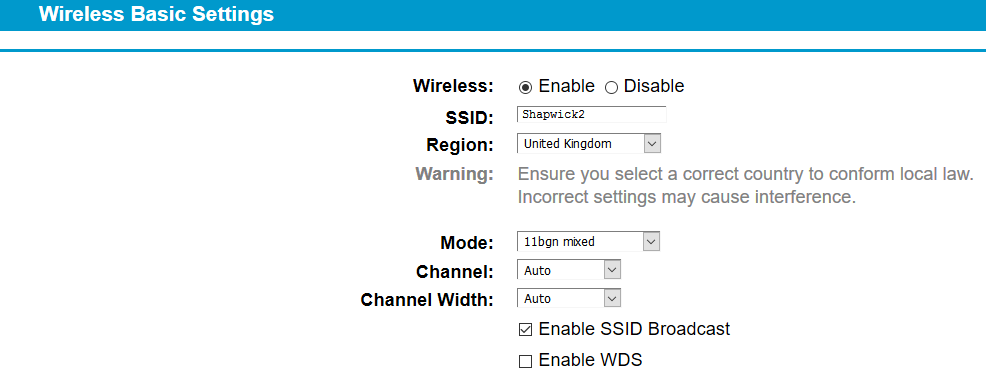 Wireless Basic Settings
Wireless: Enable Disable
SSID: Shapwick2
Region: United Kingdom
Warning: Ensure you select a correct country to conform local law.
Incorrect settings may cause interference.
Mode: 11bgn mixed
Channel: Auto
Channel Width: Auto
Enable SSID Broadcast
Enable WDS